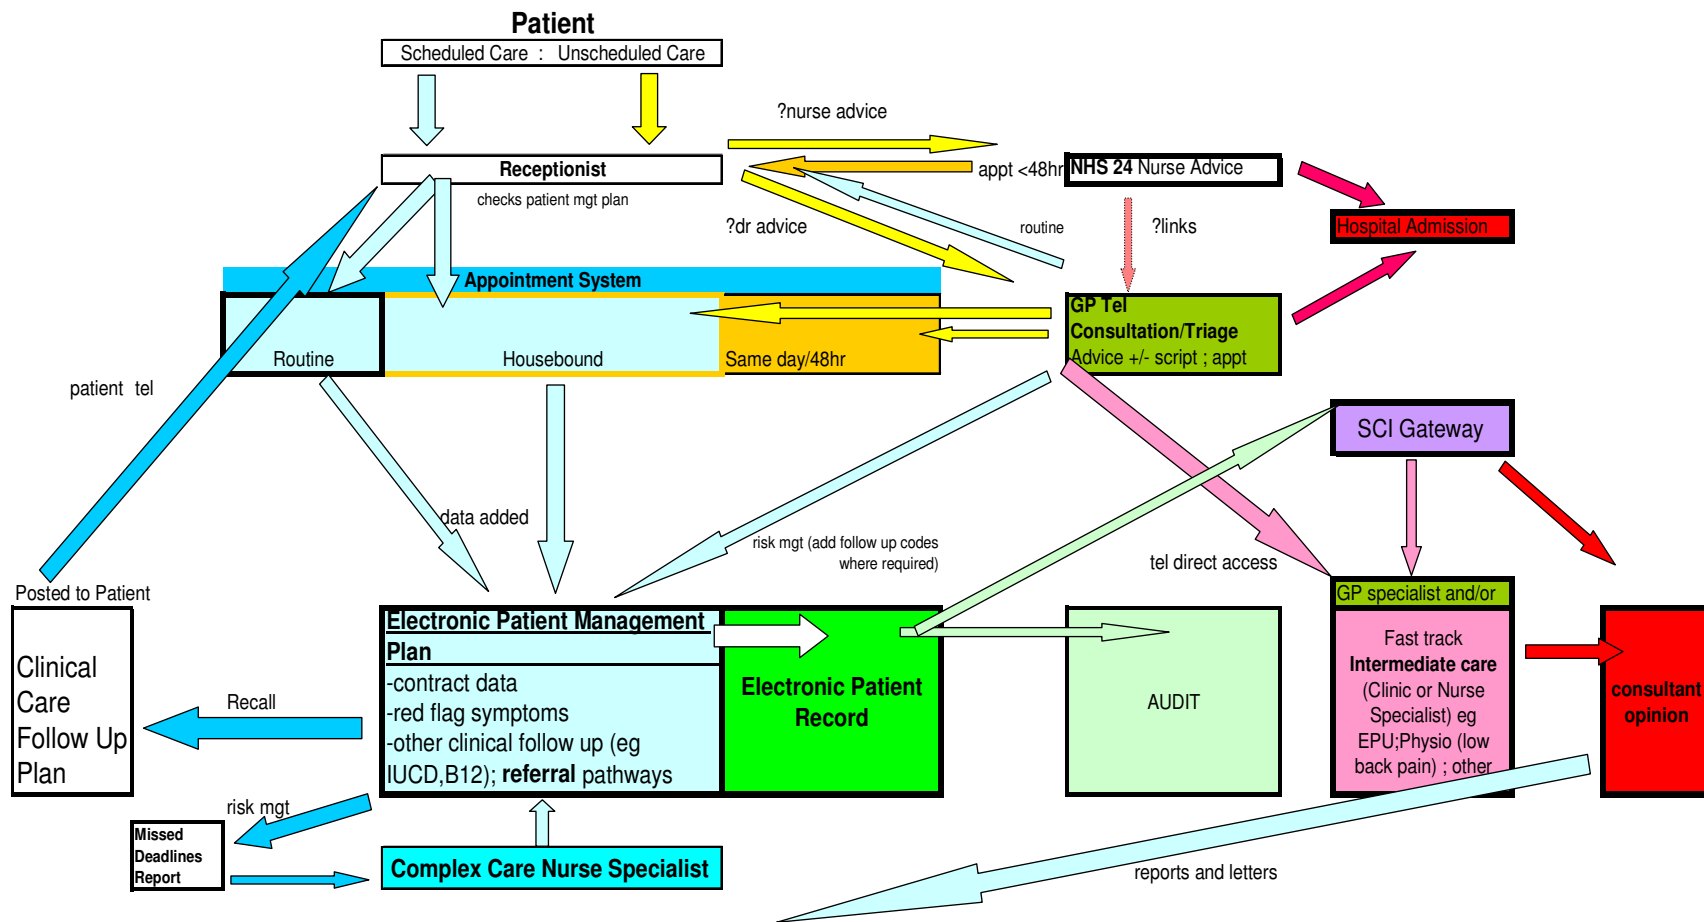 Patient
Scheduled Care : Unscheduled Care
?nurse advice
Receptionist
appt <48hr
NHS 24 Nurse Advice
checks patient mgt plan
?dr advice
routine
?links
Hospital Admission
Appointment System
GP Tel
Consultation/Triage
Advice +/- script ; appt
Routine
Housebound
Same day/48hr
patient tel
SCI Gateway
data added
risk mgt (add follow up codes
where required)
tel direct access
Posted to Patient
Clinical
Care
Follow Up
Plan
Recall
Electronic Patient Management
Plan
-contract data
-red flag symptoms
-other clinical follow up (eg
IUCD,B12); referral pathways
Electronic Patient
Record
AUDIT
GP specialist and/or
Fast track
Intermediate care
(Clinic or Nurse
Specialist) eg
EPU;Physio (low
back pain) ; other
consultant
opinion
risk mgt
Missed
Deadlines
Report
Complex Care Nurse Specialist
reports and letters